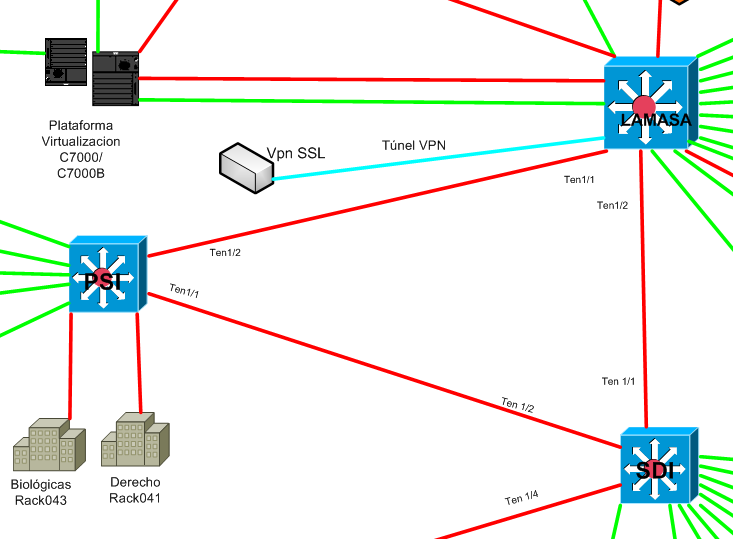 LAMASA
Plataforma
Virtualizacion
C7000/
C7000B
Vpn SSL
Túnel VPN
Ten1/1
Ten1/2
Ten1/2
PSI
Ten1/1
Ten 1/1
Ten 1/2
SDI
Ten 1/4
Biológicas
Rack043
Derecho
Rack041